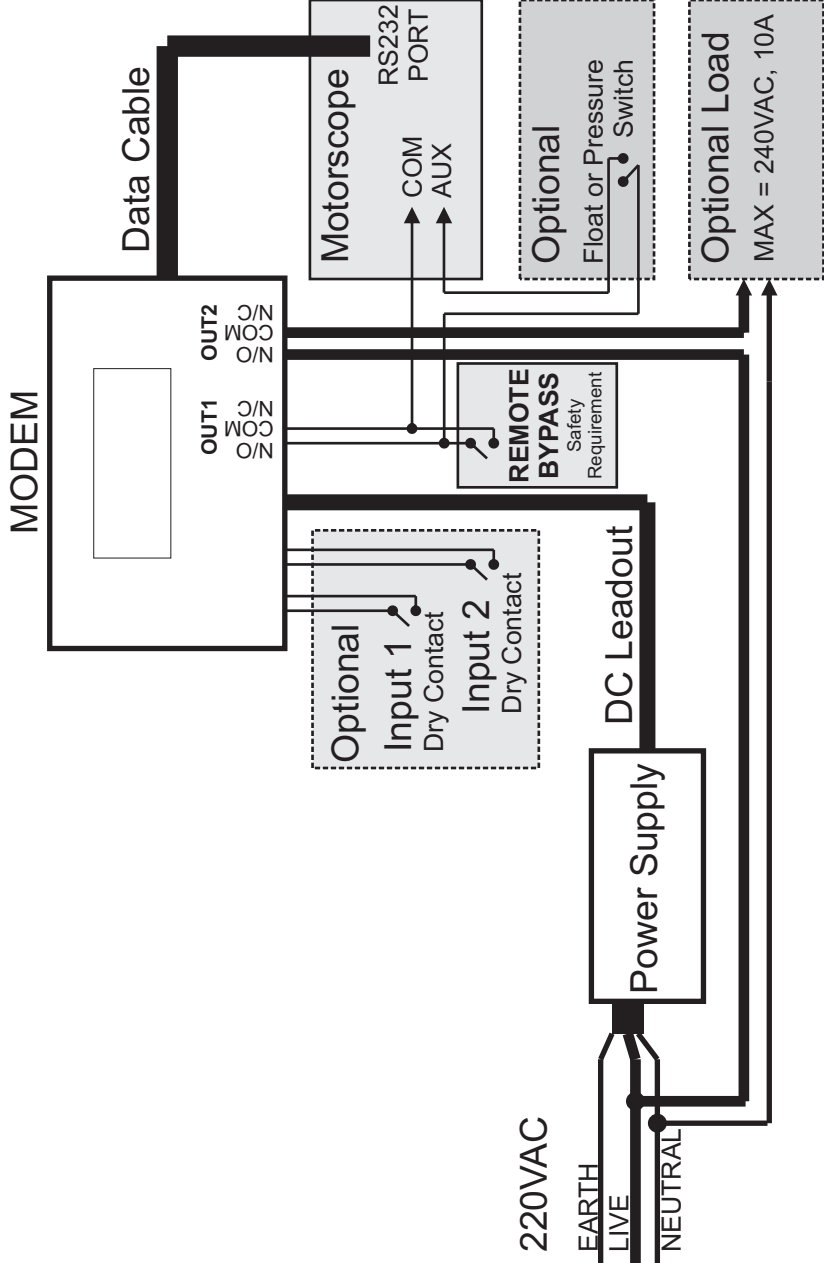 MODEM
Data Cable
OUT1
N/O
COM
N/C
OUT2
N/O
COM
N/C
Motorscope
RS232
PORT
COM
AUX
Optional
Input 1
Dry Contact
Input 2
Dry Contact
REMOTE
BYPASS
Safety
Requirement
Optional
Float or Pressure
Switch
Optional Load
MAX = 240VAC, 10A
DC Leadout
Power Supply
220VAC
EARTH
LIVE
NEUTRAL